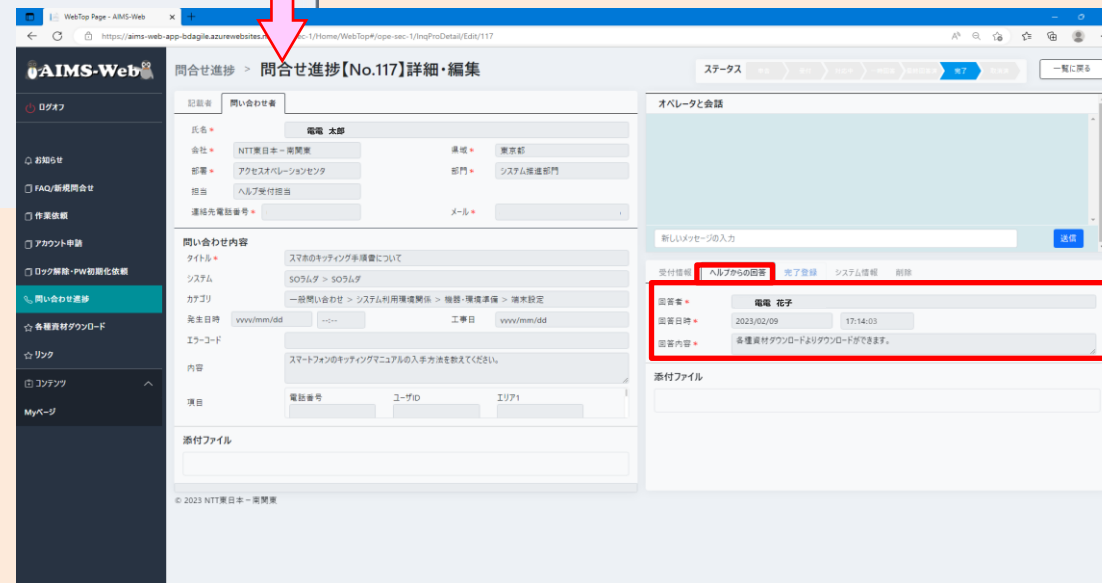 WebTop Page - AIMS-Web
AIMS-Web
問合せ進捗 > 問合せ進捗【No.117】詳細・編集
ステータス
完了
一覧に戻る
ログオフ
お知らせ
FAQ/新規問合せ
作業依頼
アカウント申請
ロック解除・PW初期化依頼
問い合わせ進捗
各種資材ダウンロード
リンク
コンテンツ
Myページ
記載者 問い合わせ者
氏名* 電電 太郎
会社* NTT東日本－南関東 県域* 東京都
部署* アクセスオペレーションセンタ 部門* システム推進部門
担当 ヘルプ受付担当
連絡先電話番号* メール*
問い合わせ内容
タイトル* スマホのキッティング手順書について
システム SOラムダ > SOラムダ
カテゴリ 一般問い合わせ > システム利用環境関係 > 機器・環境準備 > 端末設定
発生日時 yyyy/mm/dd --:-- 工事日 yyyy/mm/dd
エラーコード
内容 スマートフォンのキッティングマニュアルの入手方法を教えてください。
項目 電話番号 ユーザID エリア1
添付ファイル
© 2023 NTT東日本－南関東
オペレータと会話
新しいメッセージの入力 送信
受付情報 ヘルプからの回答 完了登録 システム情報 削除
回答者* 電電 花子
回答日時* 2023/02/09 17:14:03
回答内容* 各種資材ダウンロードよりダウンロードができます。
添付ファイル